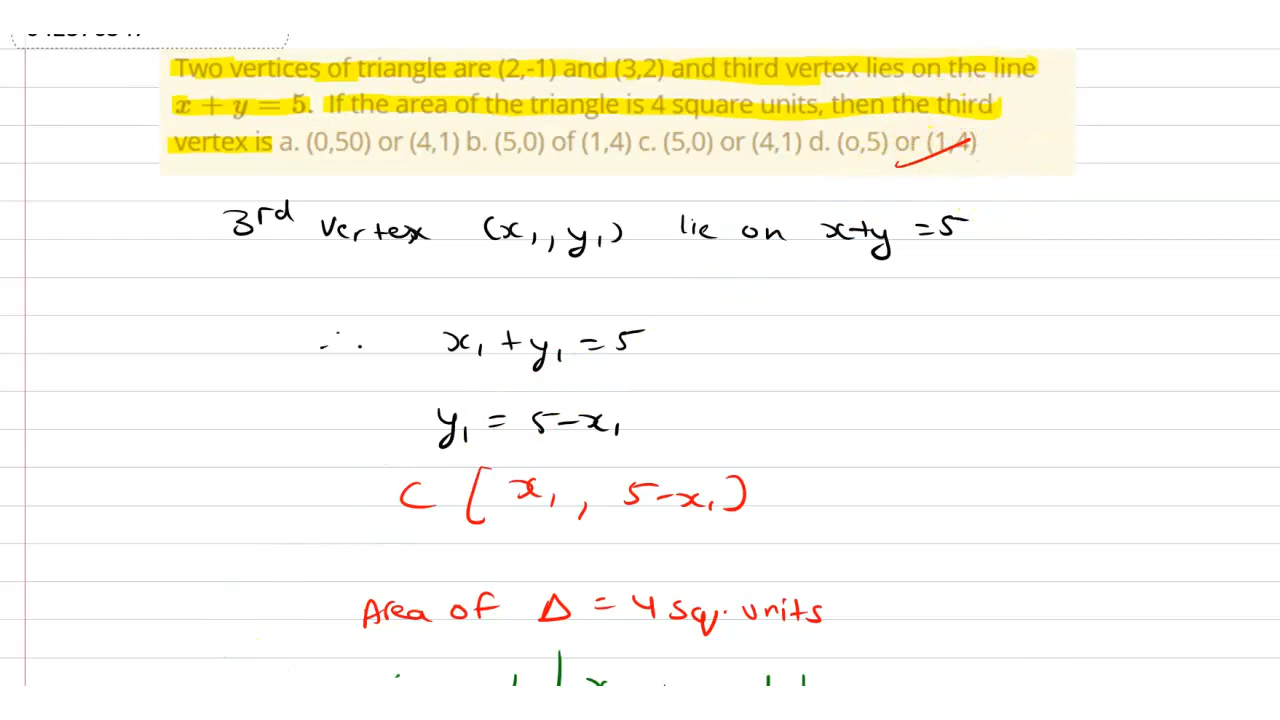 Two vertices of triangle are (2,-1) and (3,2) and third vertex lies on the line
x + y = 5. If the area of the triangle is 4 square units, then the third
vertex is a. (0,50) or (4,1) b. (5,0) of (1,4) c. (5,0) or (4,1) d. (o,5) or (1,4)
3rd vertex (x₁, y₁) lie on x+y=5
∴ x₁ + y₁ = 5
y₁ = 5-x₁
C [x₁, 5-x₁)
Area of Δ = 4 sq. units